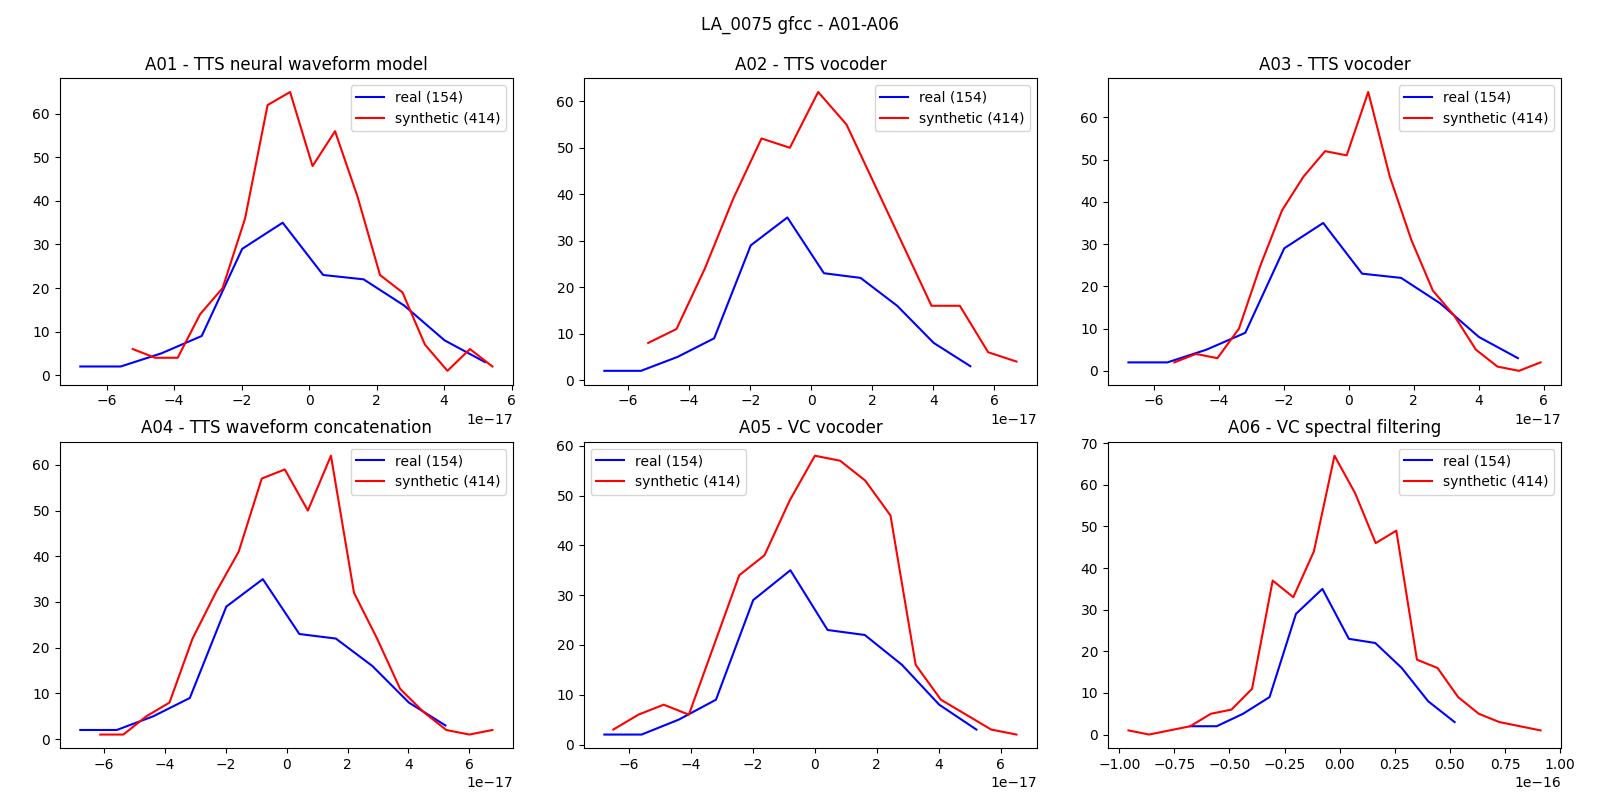 LA_0075 gfcc - A01-A06
A01 - TTS neural waveform model
real (154)
synthetic (414)
60
50
40
30
20
10
0
−6 −4 −2 0 2 4 6
1e−17
A02 - TTS vocoder
real (154)
synthetic (414)
60
50
40
30
20
10
0
−6 −4 −2 0 2 4 6
1e−17
A03 - TTS vocoder
real (154)
synthetic (414)
60
50
40
30
20
10
0
−6 −4 −2 0 2 4 6
1e−17
A04 - TTS waveform concatenation
real (154)
synthetic (414)
60
50
40
30
20
10
0
−6 −4 −2 0 2 4 6
1e−17
A05 - VC vocoder
real (154)
synthetic (414)
60
50
40
30
20
10
0
−6 −4 −2 0 2 4 6
1e−17
A06 - VC spectral filtering
real (154)
synthetic (414)
70
60
50
40
30
20
10
0
−1.00 −0.75 −0.50 −0.25 0.00 0.25 0.50 0.75 1.00
1e−16